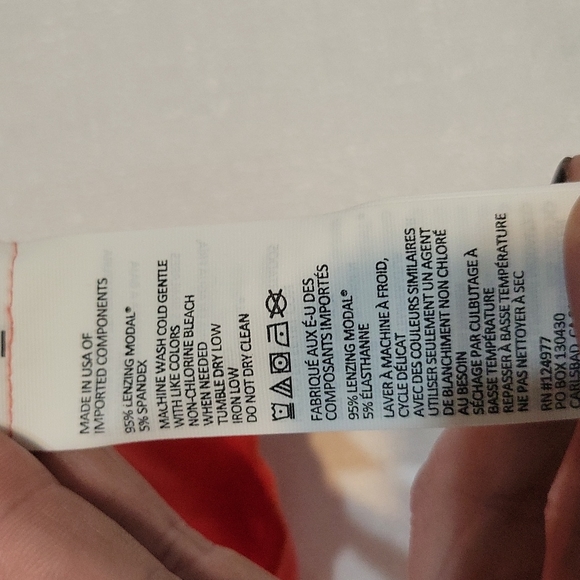 MADE IN USA OF
IMPORTED COMPONENTS
95% LENZING MODAL®
5% SPANDEX
MACHINE WASH COLD GENTLE
WITH LIKE COLORS
NON-CHLORINE BLEACH
WHEN NEEDED
TUMBLE DRY LOW
IRON LOW
DO NOT DRY CLEAN
FABRIQUÉ AUX É-U DES
COMPOSANTS IMPORTÉS
95% LENZING MODAL®
5% ÉLASTHANNE
LAVER À MACHINE À FROID,
CYCLE DÉLICAT
AVEC DES COULEURS SIMILAIRES
UTILISER SEULEMENT UN AGENT
DE BLANCHIMENT NON CHLORÉ
AU BESOIN
SÉCHAGE PAR CULBUTAGE À
BASSE TEMPÉRATURE
REPASSER À BASSE TEMPÉRATURE
NE PAS NETTOYER À SEC
RN #124977
PO BOX 130430
CARLSBAD, CA